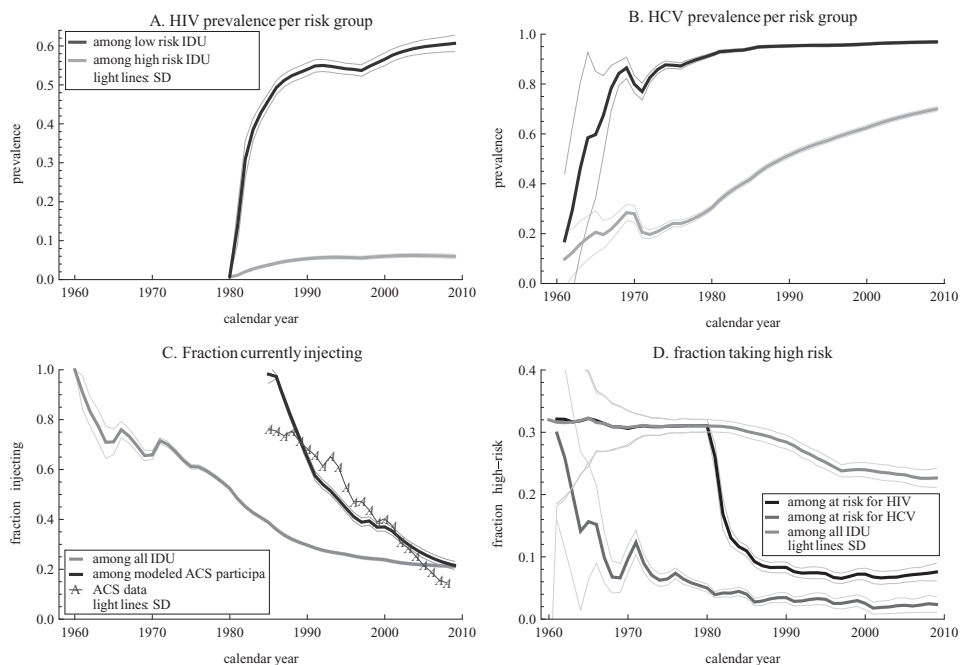 A. HIV prevalence per risk group
among low risk IDU
among high risk IDU
light lines: SD
prevalence
0.6
0.5
0.4
0.3
0.2
0.1
0.0
1960 1970 1980 1990 2000 2010
calendar year
B. HCV prevalence per risk group
prevalence
1.0
0.8
0.6
0.4
0.2
0.0
1960 1970 1980 1990 2000 2010
calendar year
C. Fraction currently injecting
fraction injecting
1.0
0.8
0.6
0.4
0.2
0.0
among all IDU
among modeled ACS participa
A ACS data
light lines: SD
1960 1970 1980 1990 2000 2010
calendar year
D. fraction taking high risk
fraction high–risk
0.4
0.3
0.2
0.1
0.0
among at risk for HIV
among at risk for HCV
among all IDU
light lines: SD
1960 1970 1980 1990 2000 2010
calendar year